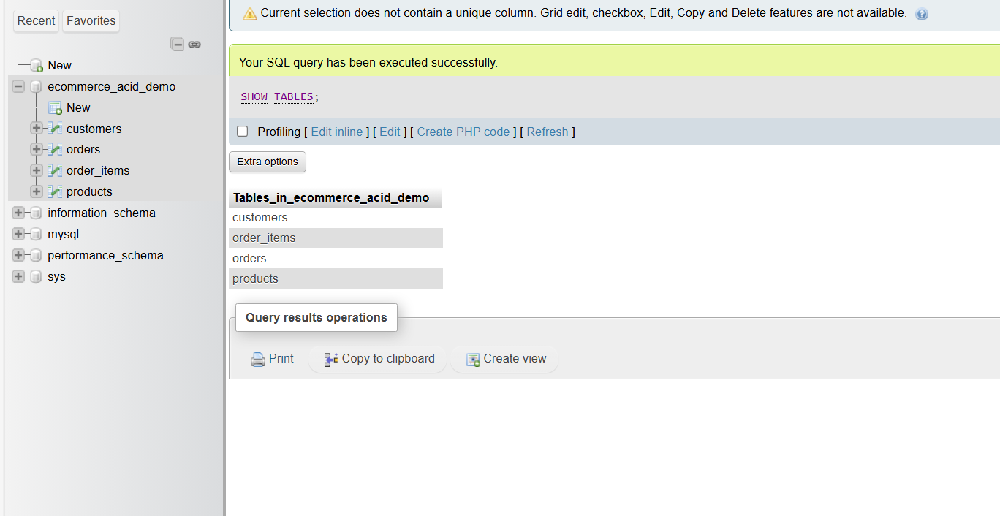 Recent Favorites
New
ecommerce_acid_demo
New
customers
orders
order_items
products
information_schema
mysql
performance_schema
sys
Current selection does not contain a unique column. Grid edit, checkbox, Edit, Copy and Delete features are not available.
Your SQL query has been executed successfully.
SHOW TABLES;
Profiling [ Edit inline ] [ Edit ] [ Create PHP code ] [ Refresh ]
Extra options
Tables_in_ecommerce_acid_demo
customers
order_items
orders
products
Query results operations
Print Copy to clipboard Create view